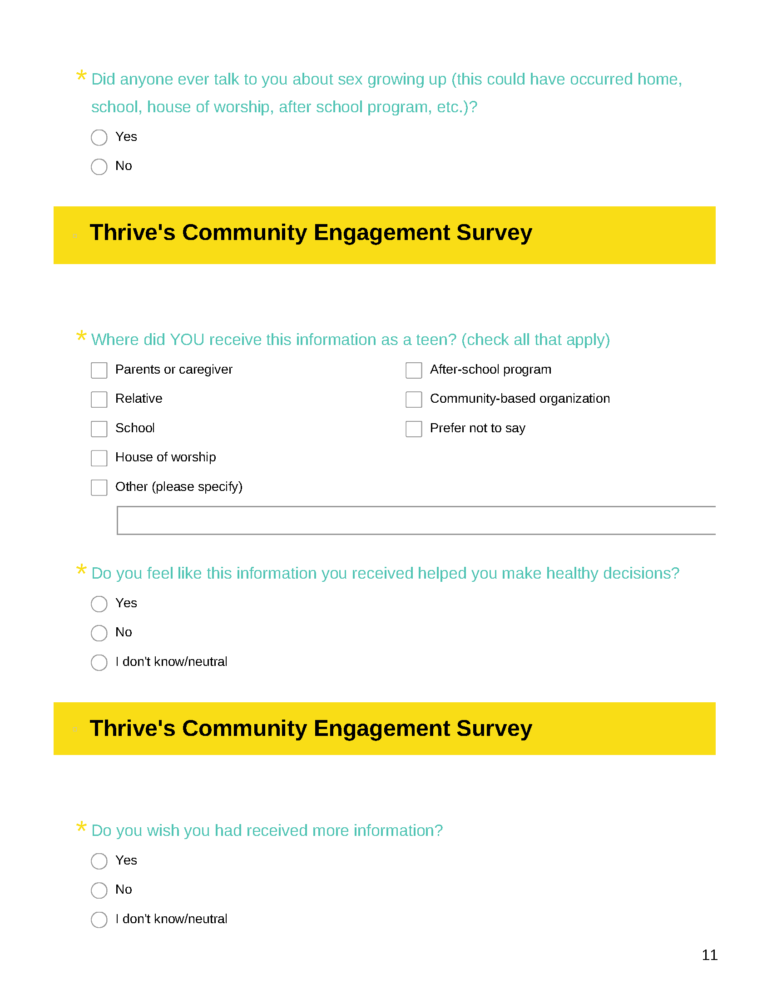 * Did anyone ever talk to you about sex growing up (this could have occurred home,
school, house of worship, after school program, etc.)?
Yes
No
Thrive's Community Engagement Survey
* Where did YOU receive this information as a teen? (check all that apply)
Parents or caregiver
Relative
School
House of worship
Other (please specify)
After-school program
Community-based organization
Prefer not to say
* Do you feel like this information you received helped you make healthy decisions?
Yes
No
I don't know/neutral
Thrive's Community Engagement Survey
* Do you wish you had received more information?
Yes
No
I don't know/neutral
11